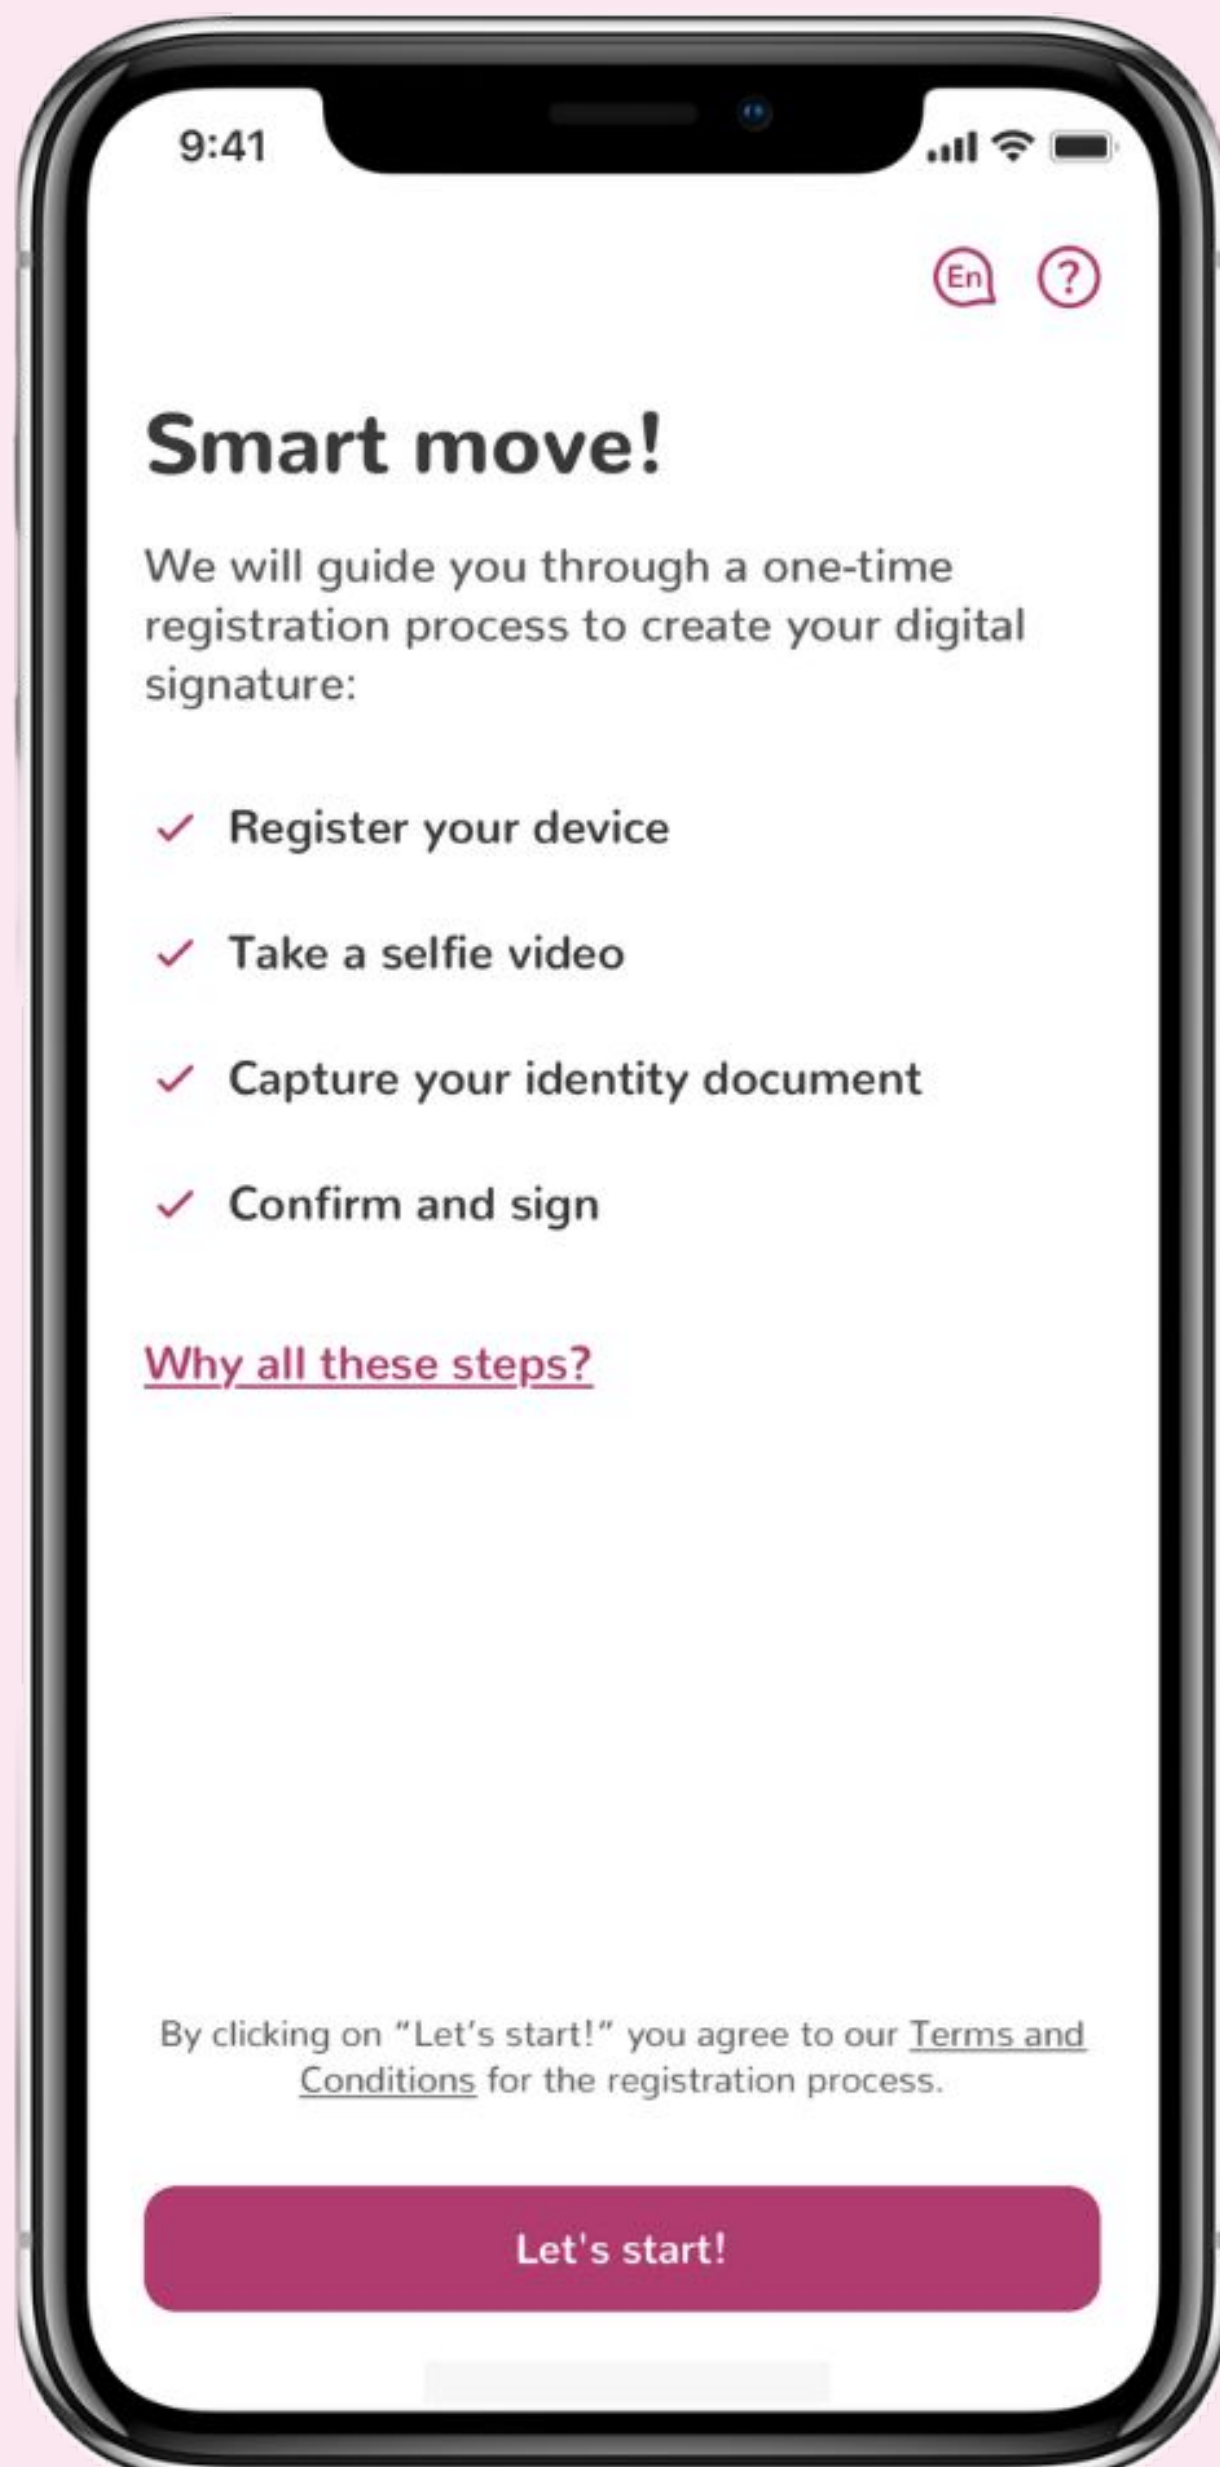 9:41
En ?
Smart move!
We will guide you through a one-time
registration process to create your digital
signature:
Register your device
Take a selfie video
Capture your identity document
Confirm and sign
Why all these steps?
By clicking on “Let’s start!” you agree to our Terms and
Conditions for the registration process.
Let's start!